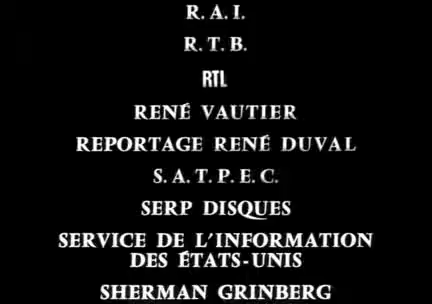 R. A. I.
R. T. B.
RTL
RENÉ VAUTIER
REPORTAGE RENÉ DUVAL
S. A. T. P. E. C.
SERP DISQUES
SERVICE DE L'INFORMATION
DES ÉTATS-UNIS
SHERMAN GRINBERG